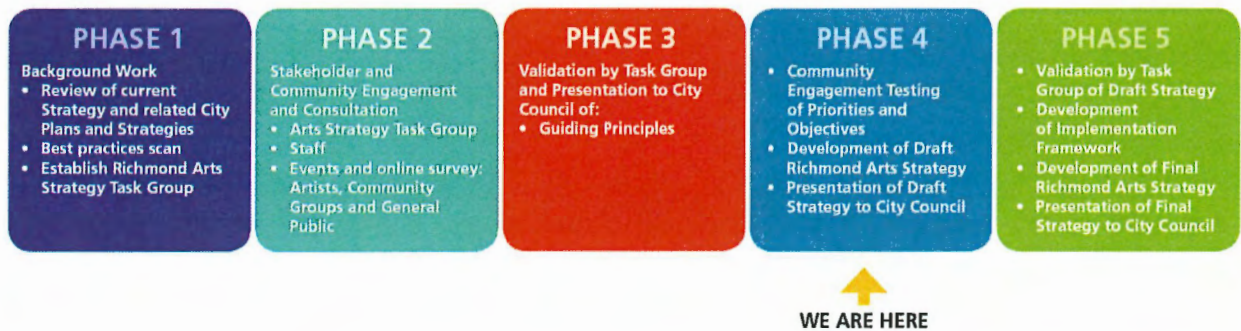 PHASE 1
Background Work
• Review of current
Strategy and related City
Plans and Strategies
• Best practices scan
• Establish Richmond Arts
Strategy Task Group
PHASE 2
Stakeholder and
Community Engagement
and Consultation
• Arts Strategy Task Group
• Staff
• Events and online survey:
Artists, Community
Groups and General
Public
PHASE 3
Validation by Task Group
and Presentation to City
Council of:
• Guiding Principles
PHASE 4
• Community
Engagement Testing
of Priorities and
Objectives
• Development of Draft
Richmond Arts Strategy
• Presentation of Draft
Strategy to City Council
PHASE 5
• Validation by Task
Group of Draft Strategy
• Development
of Implementation
Framework
• Development of Final
Richmond Arts Strategy
• Presentation of Final
Strategy to City Council
WE ARE HERE